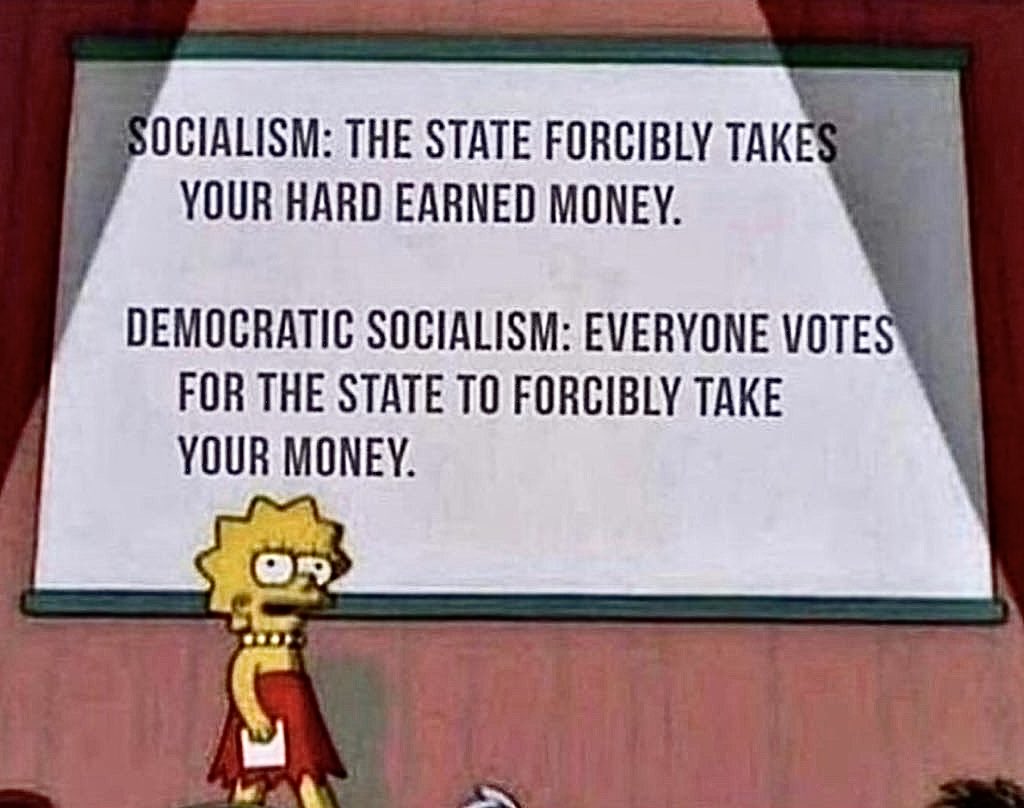 SOCIALISM: THE STATE FORCIBLY TAKES
YOUR HARD EARNED MONEY.
DEMOCRATIC SOCIALISM: EVERYONE VOTES
FOR THE STATE TO FORCIBLY TAKE
YOUR MONEY.